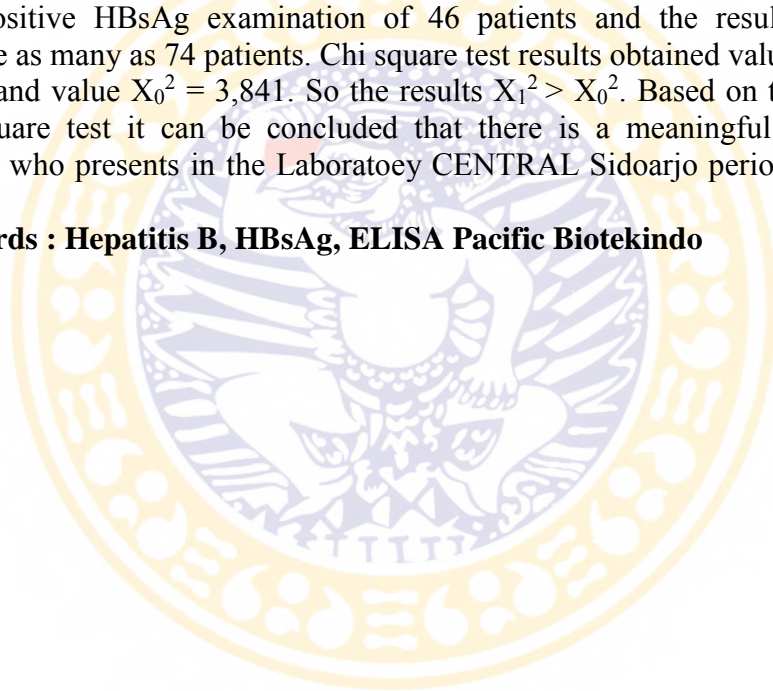 ositive HBsAg examination of 46 patients and the resul
e as many as 74 patients. Chi square test results obtained valu
and value X₀² = 3,841. So the results X₁² > X₀². Based on t
uare test it can be concluded that there is a meaningful
who presents in the Laboratoey CENTRAL Sidoarjo perio
rds : Hepatitis B, HBsAg, ELISA Pacific Biotekindo